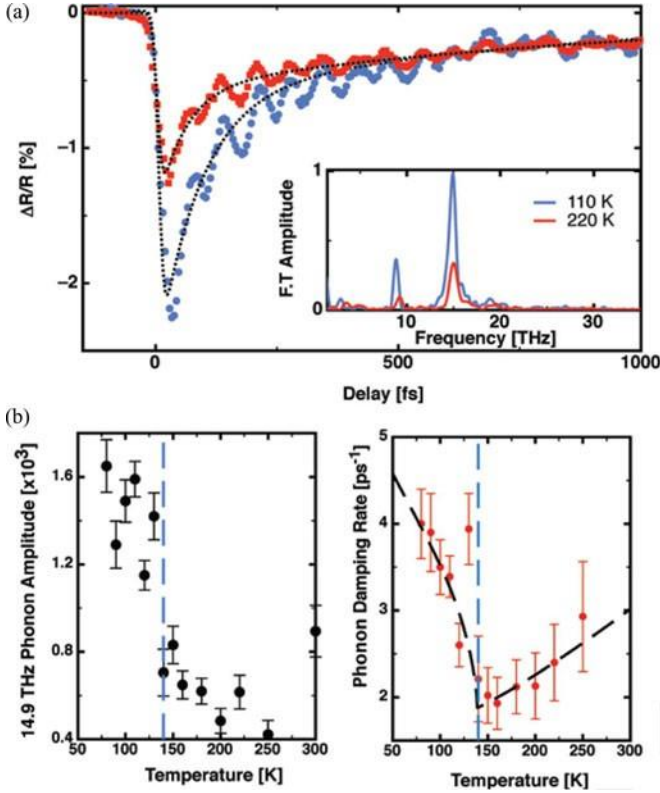 (a)
0
−1
−2
ΔR/R [%]
0
500
1000
Delay [fs]
1
0
F.T Amplitude
110 K
220 K
10
20
30
Frequency [THz]
(b)
1.6
1.2
0.8
0.4
14.9 THz Phonon Amplitude [x10³]
50
100
150
200
250
300
Temperature [K]
5
4
3
2
Phonon Damping Rate [ps⁻¹]
50
100
150
200
250
300
Temperature [K]